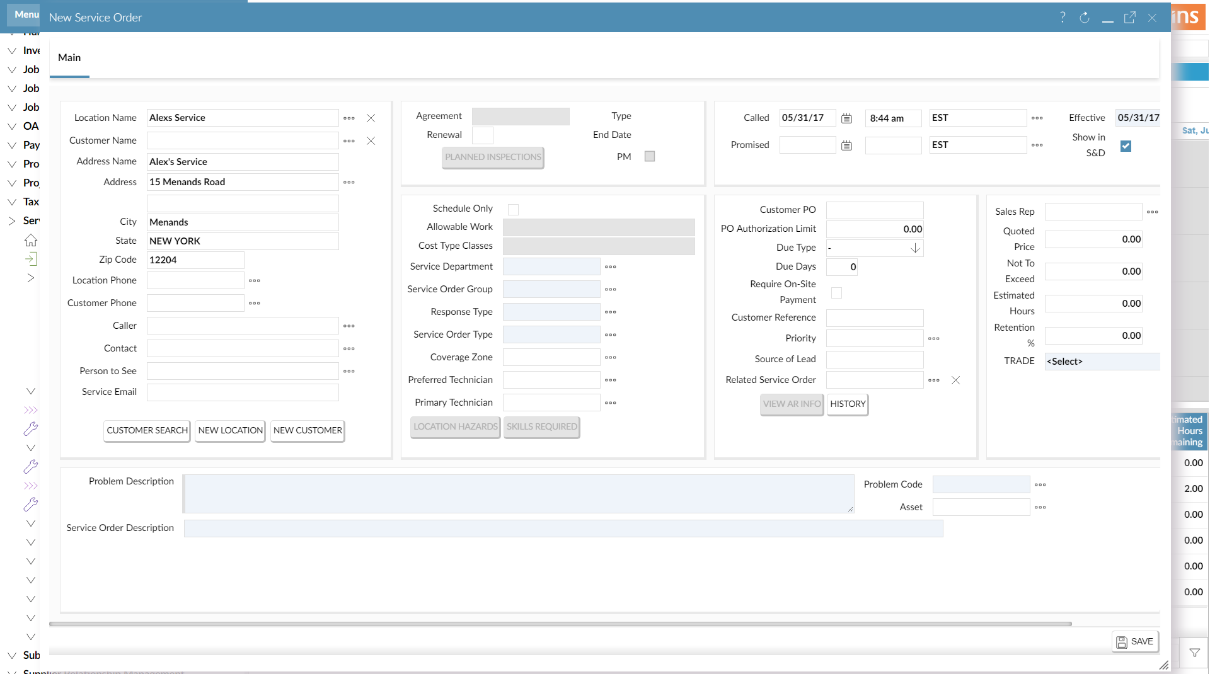 Menu
New Service Order
?
ns
Inve
Job
Job
Job
OA
Pay
Pro
Proj
Tax
Serv
Sub
Main
Location Name Alexs Service
Customer Name
Address Name Alex's Service
Address 15 Menands Road
City Menands
State NEW YORK
Zip Code 12204
Location Phone
Customer Phone
Caller
Contact
Person to See
Service Email
CUSTOMER SEARCH NEW LOCATION NEW CUSTOMER
Agreement Type
Renewal End Date
PLANNED INSPECTIONS PM
Called 05/31/17 8:44 am EST Effective 05/31/17
Promised EST Show in
S&D
Sat, Ju
Schedule Only
Allowable Work
Cost Type Classes
Service Department
Service Order Group
Response Type
Service Order Type
Coverage Zone
Preferred Technician
Primary Technician
LOCATION HAZARDS SKILLS REQUIRED
Customer PO
PO Authorization Limit 0.00
Due Type -
Due Days 0
Require On-Site
Payment
Customer Reference
Priority
Source of Lead
Related Service Order
VIEW AR INFO HISTORY
Sales Rep
Quoted
Price 0.00
Not To
Exceed 0.00
Estimated
Hours 0.00
Retention
% 0.00
TRADE <Select>
Problem Description
Problem Code
Asset
Service Order Description
imated
Hours
maining
0.00
2.00
0.00
0.00
0.00
0.00
SAVE